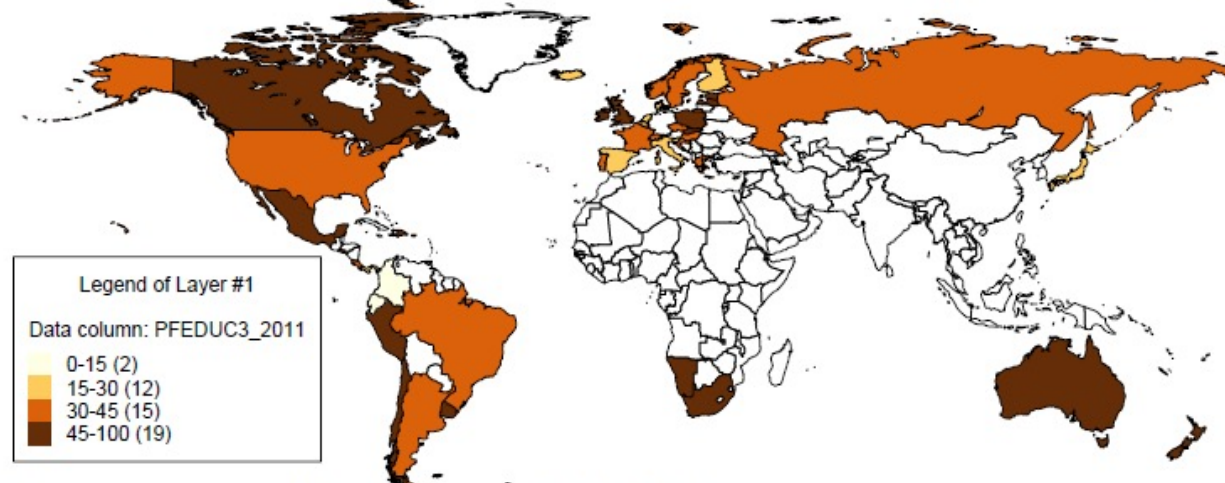 Legend of Layer #1
Data column: PFEDUC3_2011
0-15 (2)
15-30 (12)
30-45 (15)
45-100 (19)